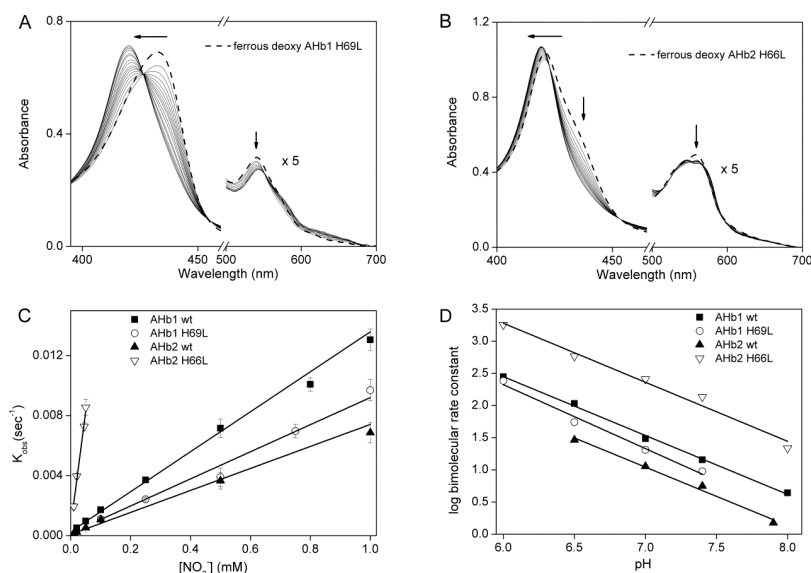 A
0.8
0.4
0.0
Absorbance
400
450
500
600
700
Wavelength (nm)
ferrous deoxy AHb1 H69L
x 5
B
1.2
0.8
0.4
0.0
Absorbance
400
450
500
600
700
Wavelength (nm)
ferrous deoxy AHb2 H66L
x 5
C
AHb1 wt
AHb1 H69L
AHb2 wt
AHb2 H66L
0.012
0.008
0.004
0.000
K_obs (sec⁻¹)
0.0
0.2
0.4
0.6
0.8
1.0
[NO₂⁻] (mM)
D
AHb1 wt
AHb1 H69L
AHb2 wt
AHb2 H66L
3.5
3.0
2.5
2.0
1.5
1.0
0.5
0.0
log bimolecular rate constant
6.0
6.5
7.0
7.5
8.0
pH